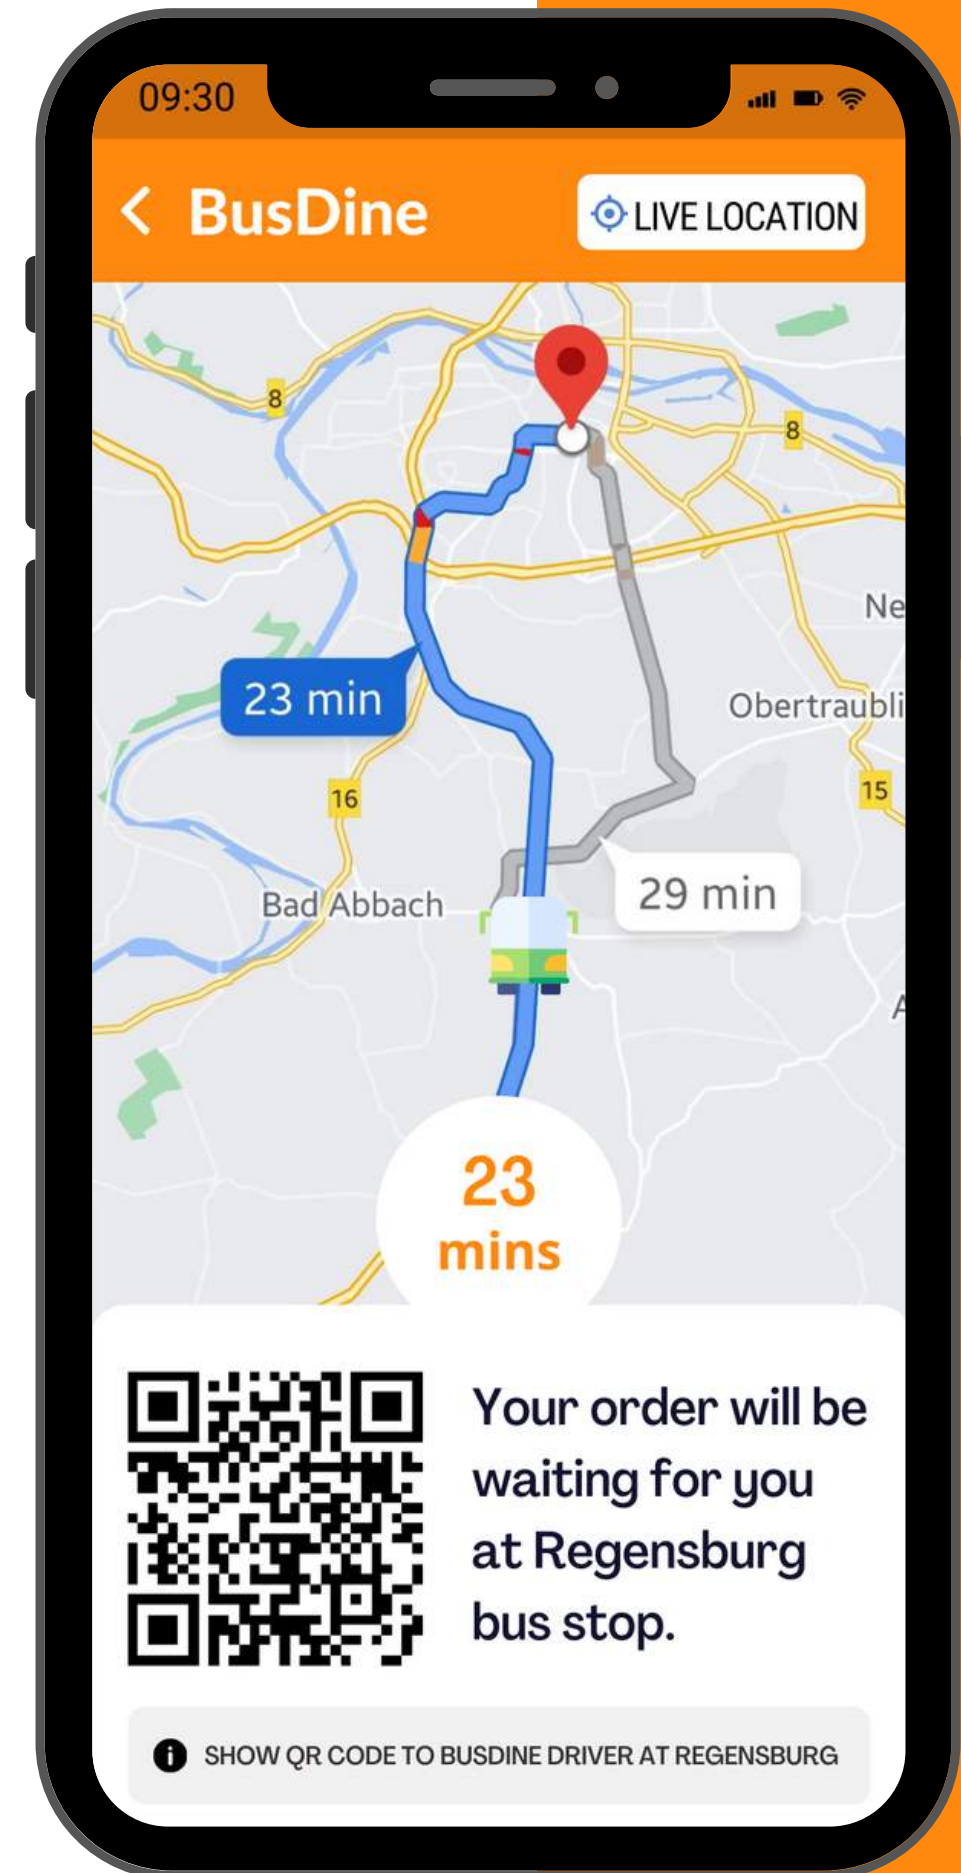 09:30
BusDine
LIVE LOCATION
8
8
Ne
23 min
Obertraubli
16
15
29 min
Bad Abbach
A
23
mins
Your order will be
waiting for you
at Regensburg
bus stop.
SHOW QR CODE TO BUSDINE DRIVER AT REGENSBURG